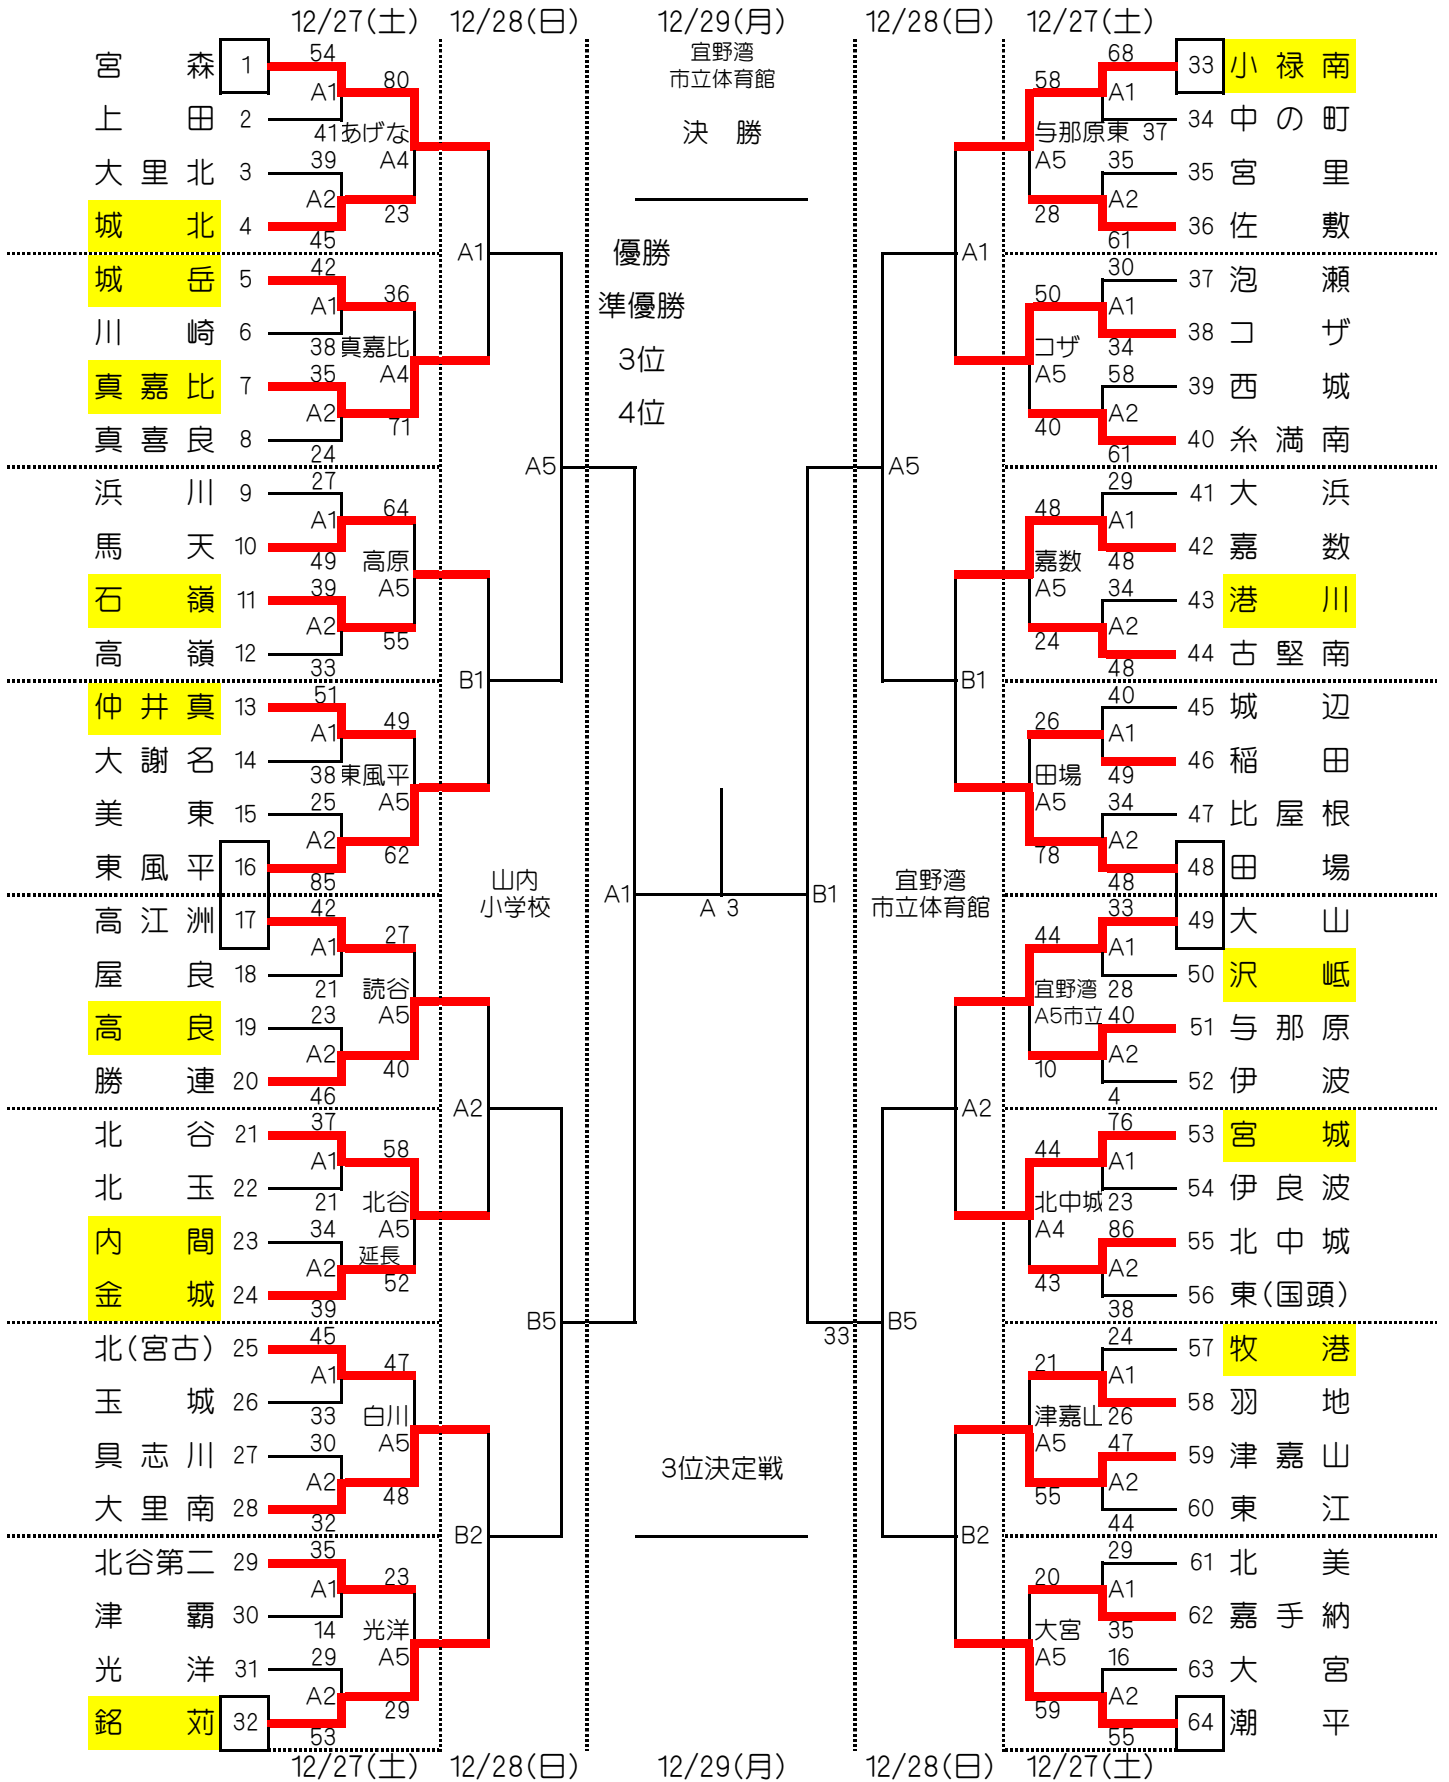 12/27(土) 12/28(日) 12/29(月) 12/28(日) 12/27(土)
宜野湾
市立体育館
決 勝
優勝
準優勝
3位
4位
宮 森 1 54
A1 80
上 田 2 41 あげな
A4
大 里 北 3 39
A2 23
城 北 4 45
A1
城 岳 5 42
A1 36
川 崎 6 38 真嘉比
A4
真 嘉 比 7 35
A2 71
真 喜 良 8 24
A5
浜 川 9 27
A1 64
馬 天 10 49 高原
A5
石 嶺 11 39
A2 55
高 嶺 12 33
B1
仲 井 真 13 51
A1 49
大 謝 名 14 38 東風平
A5
美 東 15 25
A2 62
東 風 平 16 85
山内
小学校
A1
高 江 洲 17 42
A1 27
屋 良 18 21 読谷
A5
高 良 19 23
A2 40
勝 連 20 46
A2
北 谷 21 37
A1 58
北 玉 22 21 北谷
A5
延長
内 間 23 34
A2 52
金 城 24 39
B5
北(宮古) 25 45
A1 47
玉 城 26 33 白川
A5
具 志 川 27 30
A2 48
大 里 南 28 32
B2
北谷第二 29 35
A1 23
津 覇 30 14 光洋
A5
光 洋 31 29
A2 29
銘 苅 32 53
A 3
3位決定戦
68 33 小 禄 南
58 A1
与那原東 37 34 中 の 町
A5
35 35 宮 里
28 A2
61 36 佐 敷
A1
30 37 泡 瀬
50 A1
コザ 34 38 コ ザ
A5
58 39 西 城
40 A2
61 40 糸 満 南
A5
29 41 大 浜
48 A1
嘉数 48 42 嘉 数
A5
34 43 港 川
24 A2
48 44 古 堅 南
B1
40 45 城 辺
26 A1
田場 49 46 稲 田
A5
34 47 比 屋 根
78 A2
48 48 田 場
宜野湾
市立体育館
B1
33 49 大 山
44 A1
宜野湾 28 50 沢 岻
A5市立
40 51 与 那 原
10 A2
4 52 伊 波
A2
76 53 宮 城
44 A1
北中城 23 54 伊 良 波
A4
86 55 北 中 城
43 A2
38 56 東(国頭)
33 B5
24 57 牧 港
21 A1
津嘉山 26 58 羽 地
A5
47 59 津 嘉 山
55 A2
44 60 東 江
B2
29 61 北 美
20 A1
大宮 35 62 嘉 手 納
A5
16 63 大 宮
59 A2
55 64 潮 平
12/27(土) 12/28(日) 12/29(月) 12/28(日) 12/27(土)